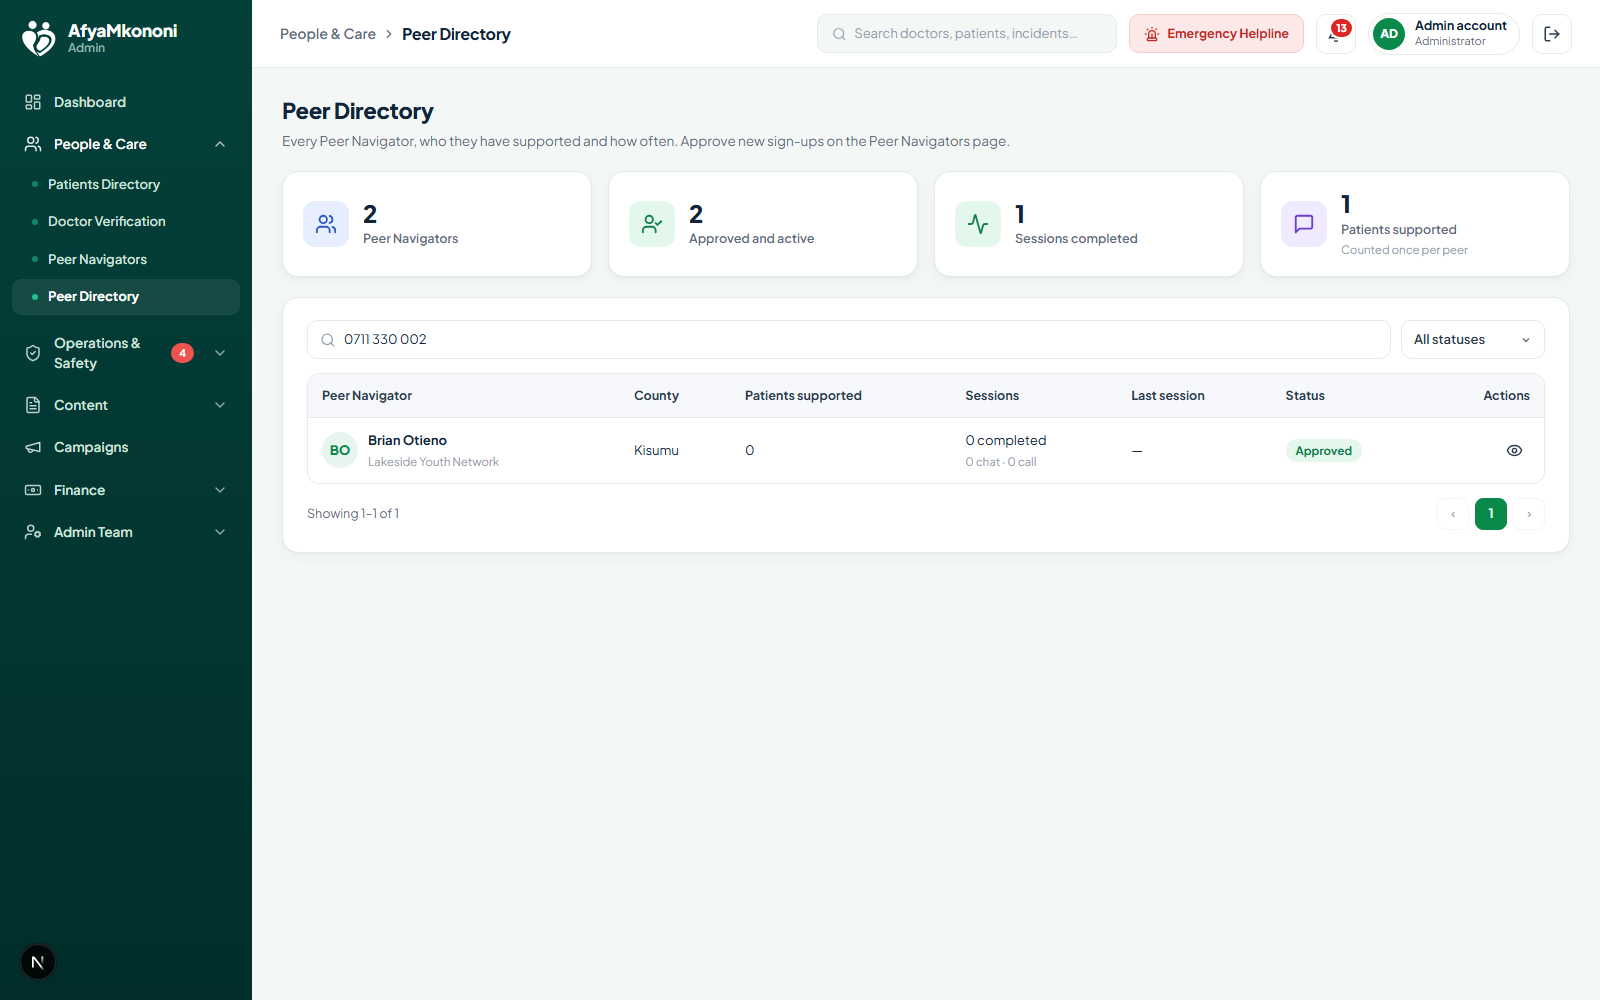 AfyaMkononi
Admin
Dashboard
People & Care
Patients Directory
Doctor Verification
Peer Navigators
Peer Directory
Operations &
Safety
4
Content
Campaigns
Finance
Admin Team
N
People & Care > Peer Directory
Search doctors, patients, incidents...
Emergency Helpline
13
AD
Admin account
Administrator
Peer Directory
Every Peer Navigator, who they have supported and how often. Approve new sign-ups on the Peer Navigators page.
2
Peer Navigators
2
Approved and active
1
Sessions completed
1
Patients supported
Counted once per peer
0711 330 002
All statuses
Peer Navigator County Patients supported Sessions Last session Status Actions
BO
Brian Otieno
Lakeside Youth Network
Kisumu
0
0 completed
0 chat · 0 call
—
Approved
Showing 1–1 of 1
‹ 1 ›